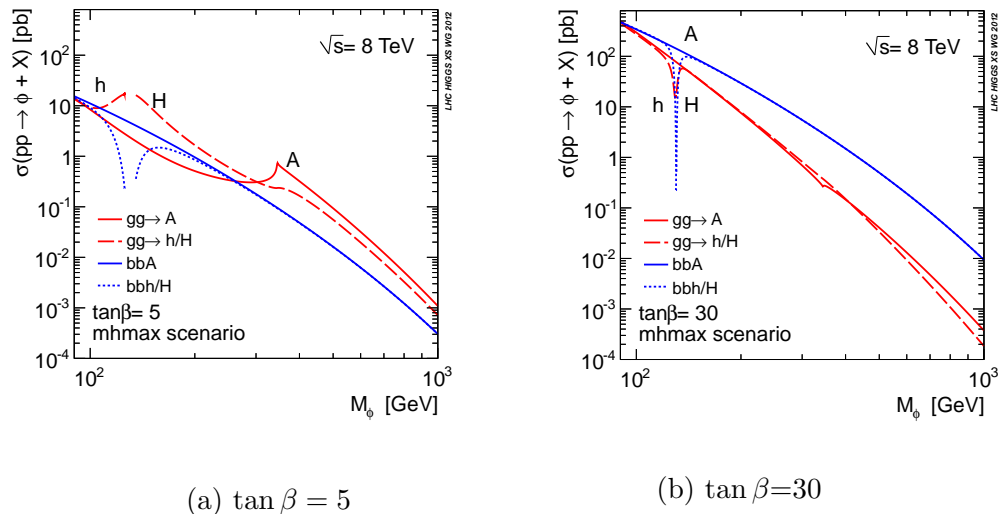 σ(pp → φ + X) [pb]
√s= 8 TeV
LHC HIGGS XS WG 2012
10²
10
1
10⁻¹
10⁻²
10⁻³
10⁻⁴
h
H
A
gg→ A
gg→ h/H
bbA
bbh/H
tanβ= 5
mhmax scenario
10²
10³
M_φ [GeV]
(a) tan β = 5
σ(pp → φ + X) [pb]
√s= 8 TeV
LHC HIGGS XS WG 2012
10²
10
1
10⁻¹
10⁻²
10⁻³
10⁻⁴
A
h
H
gg→ A
gg→ h/H
bbA
bbh/H
tanβ= 30
mhmax scenario
10²
10³
M_φ [GeV]
(b) tan β=30